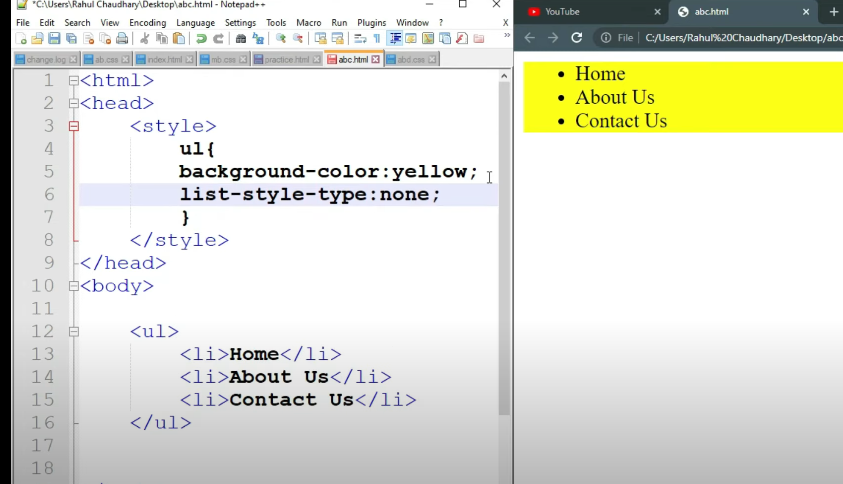 *C:\Users\Rahul Chaudhary\Desktop\abc.html - Notepad++
File Edit Search View Encoding Language Settings Tools Macro Run Plugins Window ? X
change.log ab.css index.html mb.css practice.html abc.html abd.css
1 <html>
2 <head>
3 <style>
4 ul{
5 background-color:yellow;
6 list-style-type:none;
7 }
8 </style>
9 </head>
10 <body>
11
12 <ul>
13 <li>Home</li>
14 <li>About Us</li>
15 <li>Contact Us</li>
16 </ul>
17
18
YouTube abc.html
File C:/Users/Rahul%20Chaudhary/Desktop/abc
• Home
• About Us
• Contact Us